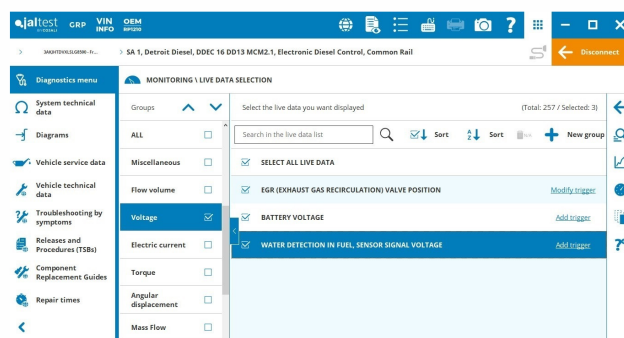 jaltest GRP VIN INFO OEM RP1210
BY COJALI
SA 1, Detroit Diesel, DDEC 16 DD13 MCM2.1, Electronic Diesel Control, Common Rail
Disconnect
Diagnostics menu
MONITORING \ LIVE DATA SELECTION
System technical data
Groups
Select the live data you want displayed
(Total: 257 / Selected: 3)
Diagrams
ALL
Search in the live data list
Sort
Sort
New group
Vehicle service data
Miscellaneous
SELECT ALL LIVE DATA
Vehicle technical data
Flow volume
EGR (EXHAUST GAS RECIRCULATION) VALVE POSITION
Modify trigger
Troubleshooting by symptoms
Voltage
BATTERY VOLTAGE
Add trigger
Releases and Procedures (TSBs)
Electric current
WATER DETECTION IN FUEL, SENSOR SIGNAL VOLTAGE
Add trigger
Component Replacement Guides
Torque
Repair times
Angular displacement
Mass Flow